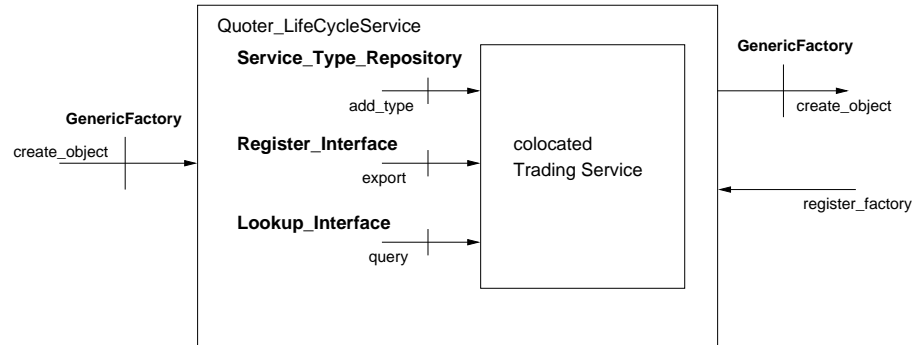 Quoter_LifeCycleService
Service_Type_Repository
add_type
GenericFactory
create_object
Register_Interface
export
colocated
Trading Service
Lookup_Interface
query
GenericFactory
create_object
register_factory